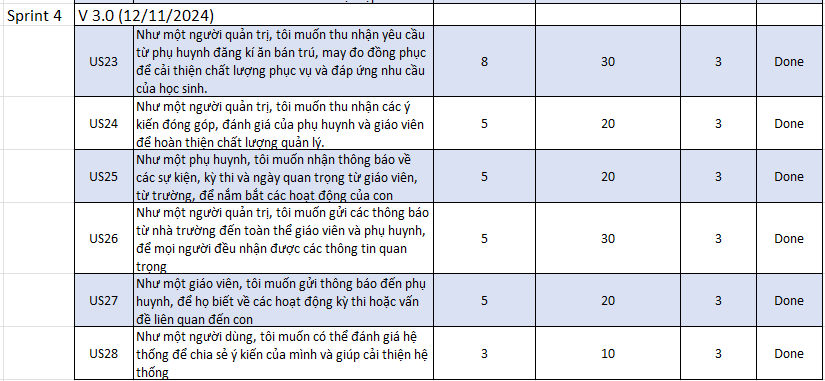 Sprint 4 V 3.0 (12/11/2024)
US23 Như một người quản trị, tôi muốn thu nhận yêu cầu
từ phụ huynh đăng kí ăn bán trú, may đo đồng phục
để cải thiện chất lượng phục vụ và đáp ứng nhu cầu
của học sinh. 8 30 3 Done
US24 Như một người quản trị, tôi muốn thu nhận các ý
kiến đóng góp, đánh giá của phụ huynh và giáo viên
để hoàn thiện chất lượng quản lý. 5 20 3 Done
US25 Như một phụ huynh, tôi muốn nhận thông báo về
các sự kiện, kỳ thi và ngày quan trọng từ giáo viên,
từ trường, để nắm bắt các hoạt động của con 5 20 3 Done
US26 Như một người quản trị, tôi muốn gửi các thông báo
từ nhà trường đến toàn thể giáo viên và phụ huynh,
để mọi người đều nhận được các thông tin quan
trọng 5 30 3 Done
US27 Như một giáo viên, tôi muốn gửi thông báo đến phụ
huynh, để họ biết về các hoạt động kỳ thi hoặc vấn
đề liên quan đến con 5 20 3 Done
US28 Như một người dùng, tôi muốn có thể đánh giá hệ
thống để chia sẻ ý kiến của mình và giúp cải thiện hệ
thống 3 10 3 Done